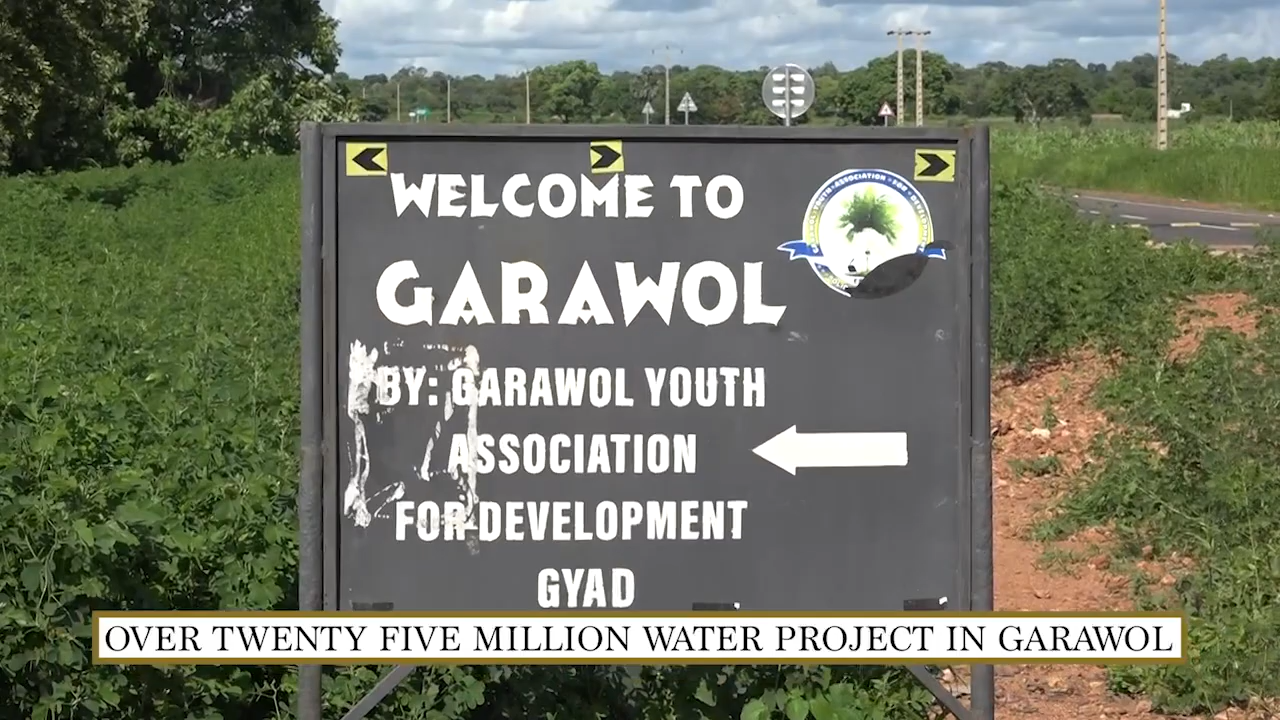 WELCOME TO
GARAWOL
BY: GARAWOL YOUTH
ASSOCIATION
FOR DEVELOPMENT
GYAD
OVER TWENTY FIVE MILLION WATER PROJECT IN GARAWOL